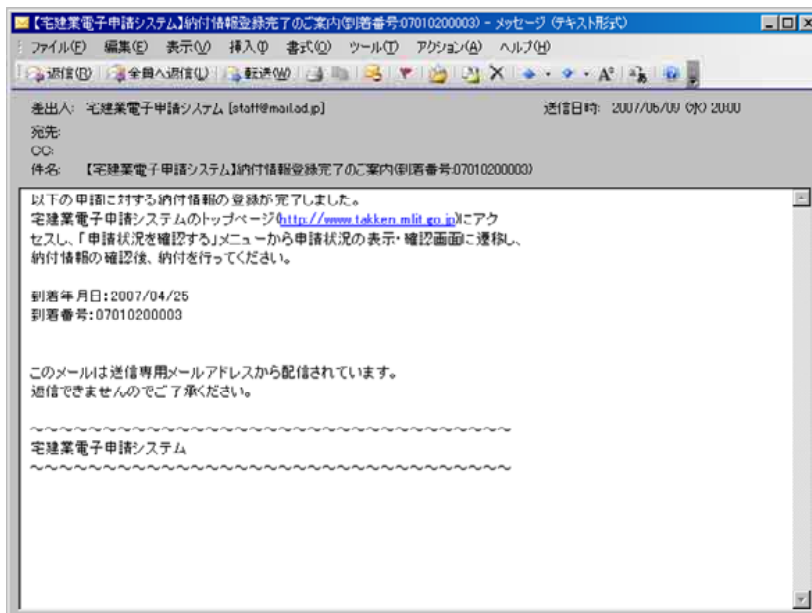 【宅建業電子申請システム】納付情報登録完了のご案内(到着番号:07010200003) - メッセージ (テキスト形式)
ファイル(F) 編集(E) 表示(V) 挿入(I) 書式(O) ツール(T) アクション(A) ヘルプ(H)
返信(R) 全員へ返信(L) 転送(W)
差出人: 宅建業電子申請システム [staff@mail.ad.jp] 送信日時: 2007/06/09 (水) 20:00
宛先:
CC:
件名: 【宅建業電子申請システム】納付情報登録完了のご案内(到着番号:07010200003)
以下の申請に対する納付情報の登録が完了しました。
宅建業電子申請システムのトップページ(http://www.takken.mlit.go.jp)にアク
セスし、「申請状況を確認する」メニューから申請状況の表示・確認画面に遷移し、
納付情報の確認後、納付を行ってください。
到着年月日:2007/04/25
到着番号:07010200003
このメールは送信専用メールアドレスから配信されています。
返信できませんのでご了承ください。
~~~~~~~~~~~~~~~~~~~~~~~~~~~~~~~~~~~~~~~~
宅建業電子申請システム
~~~~~~~~~~~~~~~~~~~~~~~~~~~~~~~~~~~~~~~~